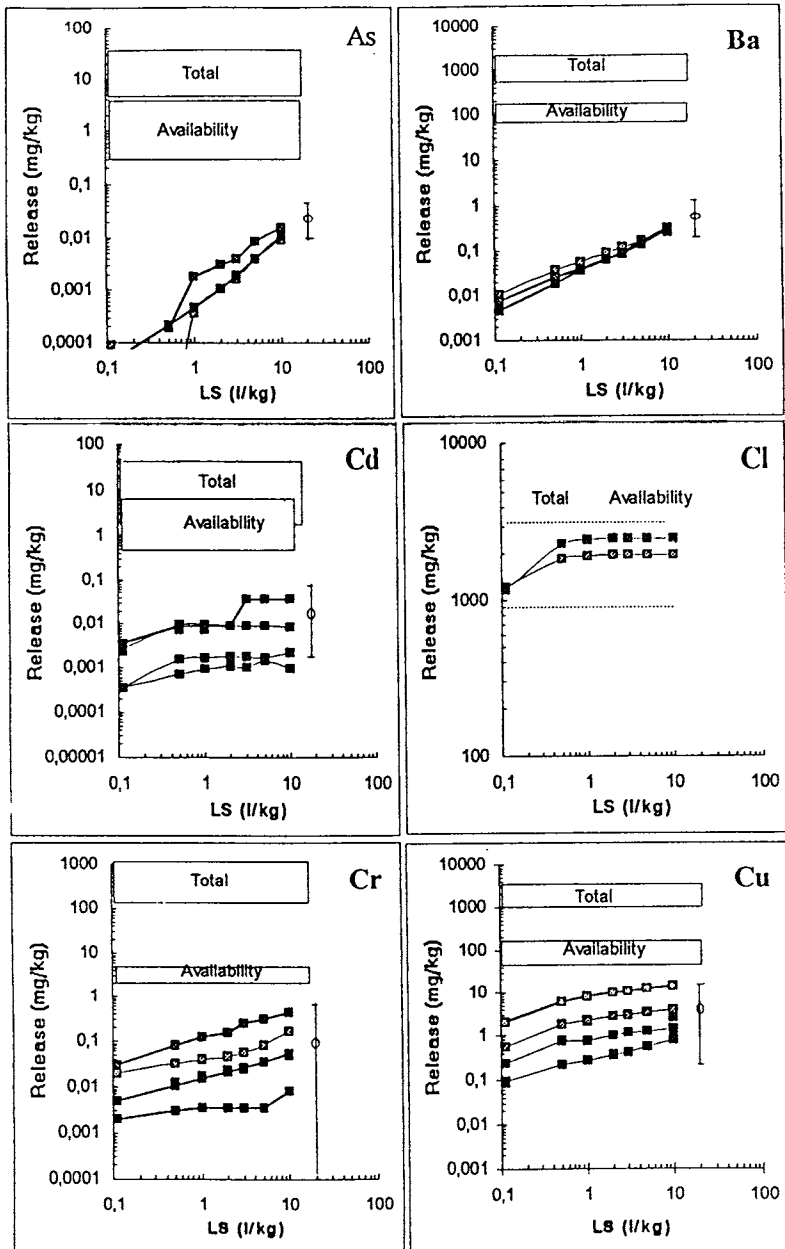 As
100
10
1
0,1
0,01
0,001
0,0001
Total
Availability
Release (mg/kg)
0,1 1 10 100
LS (l/kg)
Ba
10000
1000
100
10
1
0,1
0,01
0,001
Total
Availability
Release (mg/kg)
0,1 1 10 100
LS (l/kg)
Cd
100
10
1
0,1
0,01
0,001
0,0001
0,00001
Total
Availability
Release (mg/kg)
0,1 1 10 100
LS (l/kg)
Cl
10000
1000
100
Total Availability
Release (mg/kg)
0,1 1 10 100
LS (l/kg)
Cr
1000
100
10
1
0,1
0,01
0,001
0,0001
Total
Availability
Release (mg/kg)
0,1 1 10 100
LS (l/kg)
Cu
10000
1000
100
10
1
0,1
0,01
0,001
Total
Availability
Release (mg/kg)
0,1 1 10 100
LS (l/kg)